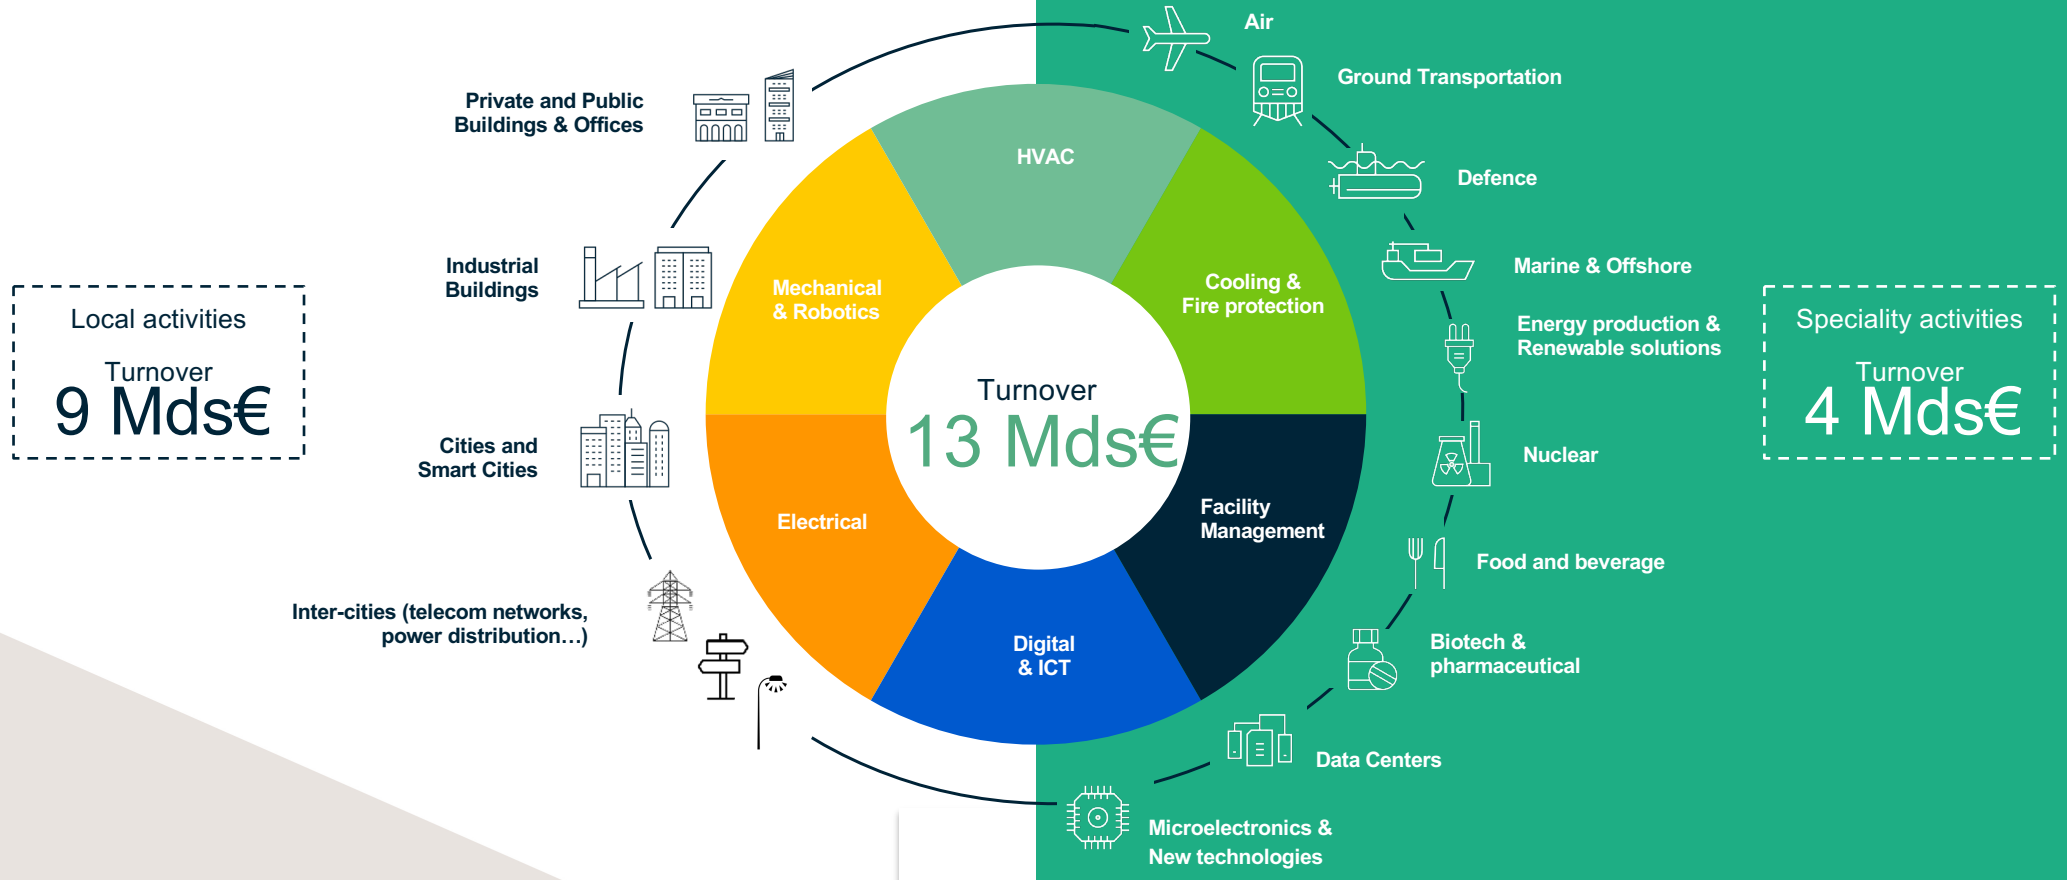 Local activities
Turnover
9 Mds€
Private and Public
Buildings & Offices
Industrial
Buildings
Cities and
Smart Cities
Inter-cities (telecom networks,
power distribution…)
HVAC
Mechanical
& Robotics
Cooling &
Fire protection
Turnover
13 Mds€
Electrical
Facility
Management
Digital
& ICT
Air
Ground Transportation
Defence
Marine & Offshore
Energy production &
Renewable solutions
Nuclear
Food and beverage
Biotech &
pharmaceutical
Data Centers
Microelectronics &
New technologies
Speciality activities
Turnover
4 Mds€